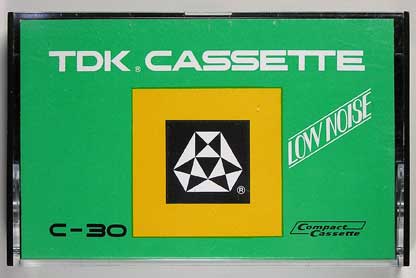 TDK® CASSETTE
LOW NOISE
®
C-30
Compact
Cassette